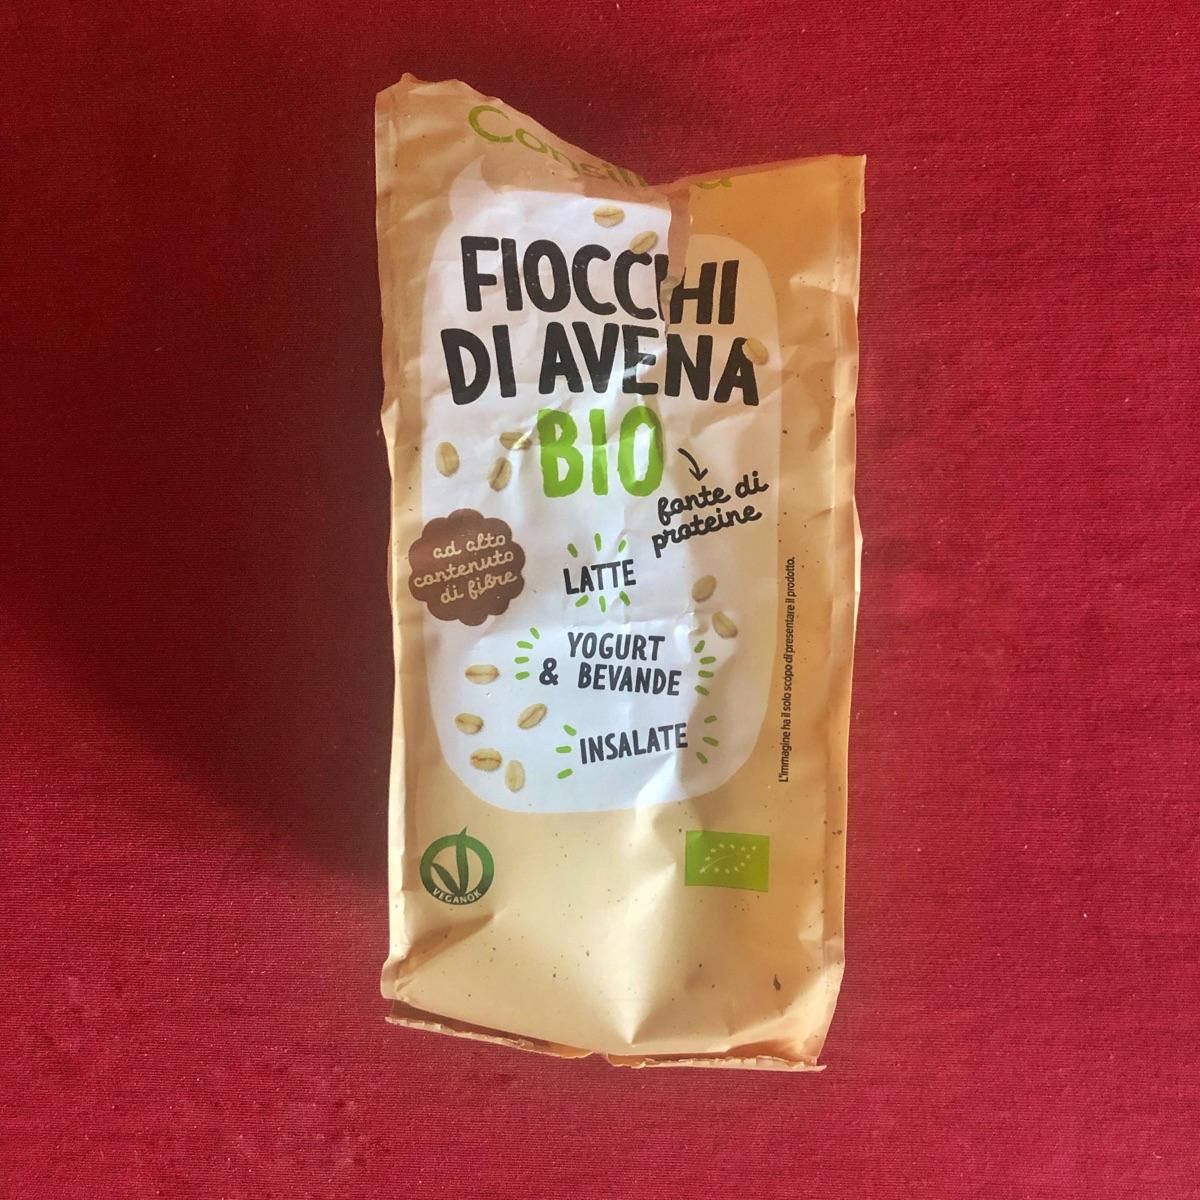 FIOCCHI
DI AVENA
BIO
fonte di
proteine
ad alto
contenuto
di fibre
LATTE
YOGURT
& BEVANDE
INSALATE
L'immagine ha il solo scopo di presentare il prodotto.
VEGANOK